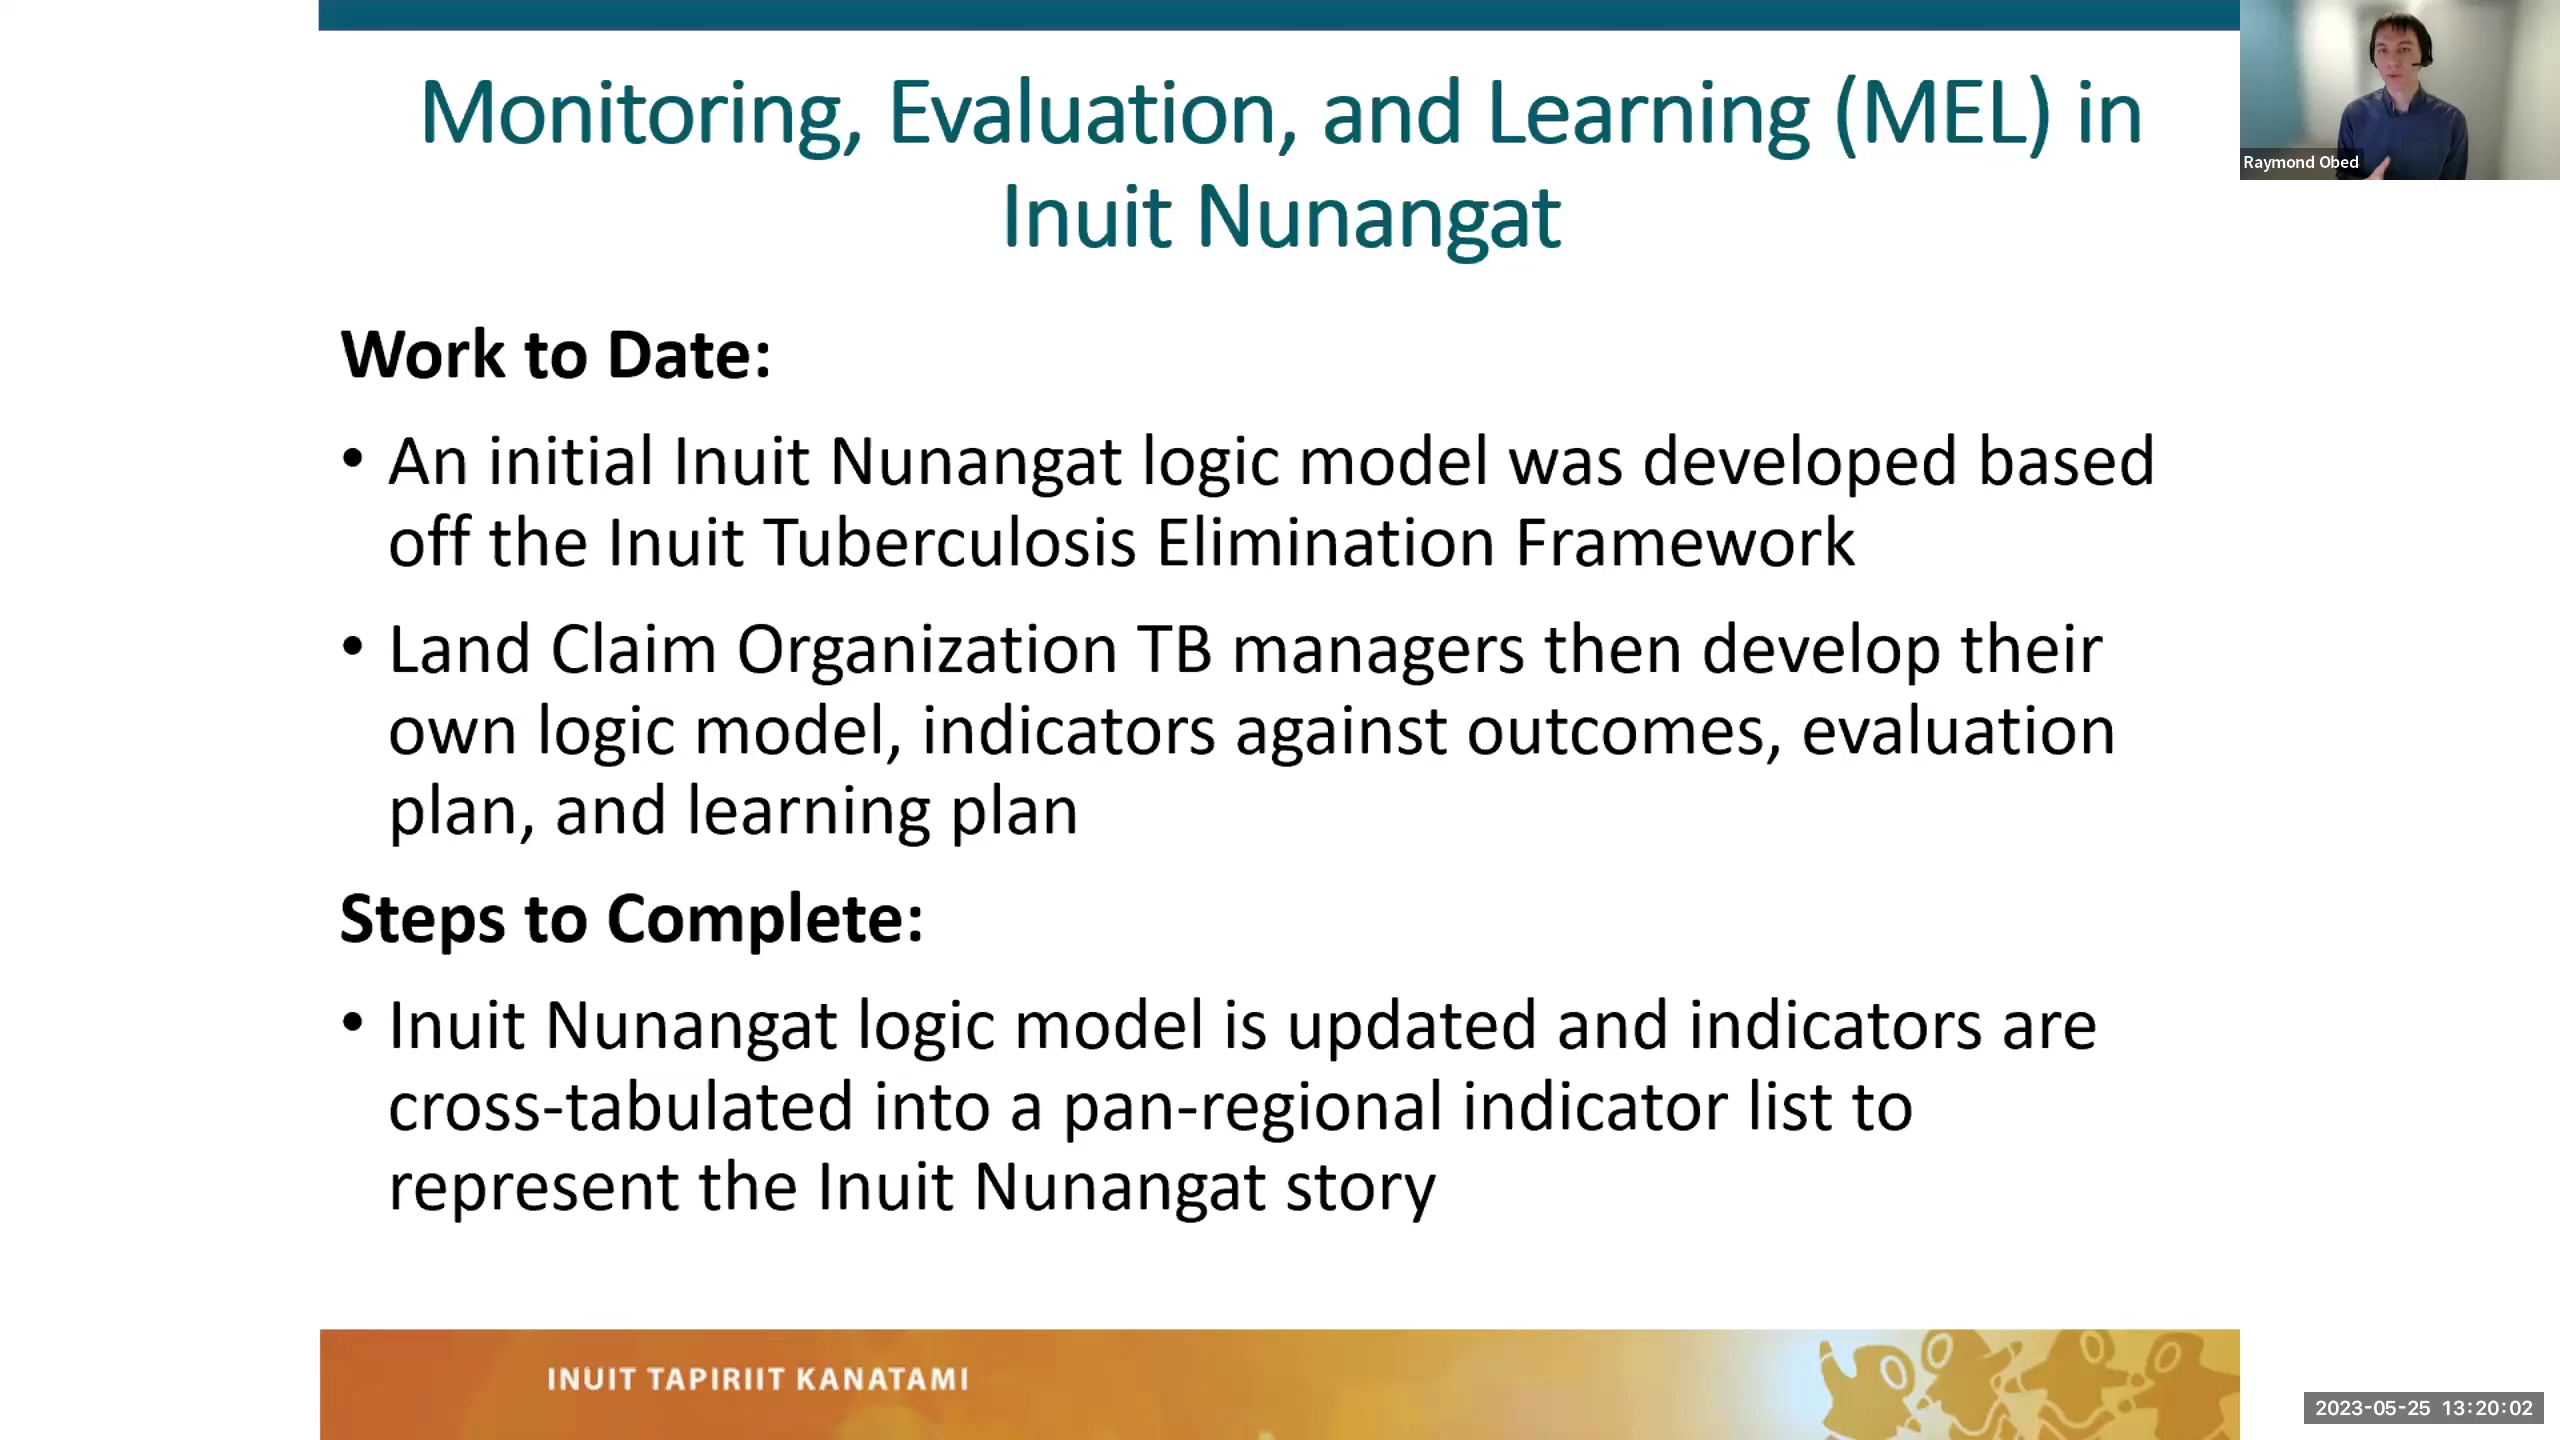 Monitoring, Evaluation, and Learning (MEL) in
Inuit Nunangat
Raymond Obed
Work to Date:
• An initial Inuit Nunangat logic model was developed based
off the Inuit Tuberculosis Elimination Framework
• Land Claim Organization TB managers then develop their
own logic model, indicators against outcomes, evaluation
plan, and learning plan
Steps to Complete:
• Inuit Nunangat logic model is updated and indicators are
cross-tabulated into a pan-regional indicator list to
represent the Inuit Nunangat story
INUIT TAPIRIIT KANATAMI
2023-05-25 13:20:02